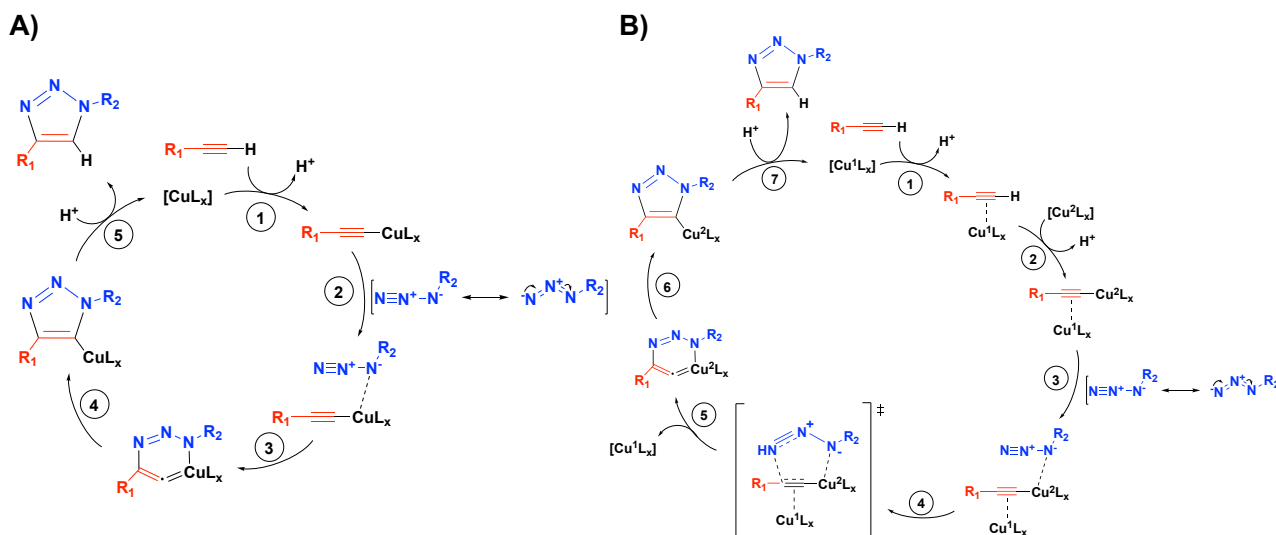 A)
N
N
N
R₂
R₁
H
R₁
H
H⁺
[CuLₓ]
1
H⁺
5
R₁
CuLₓ
2
N≡N⁺-N⁻
R₂
⁻N
N⁺
N
R₂
N≡N⁺-N⁻
R₂
R₁
CuLₓ
3
N
N
N
R₂
R₁
CuLₓ
4
N
N
N
R₂
R₁
CuLₓ
B)
N
N
N
R₂
R₁
H
R₁
H
H⁺
[Cu¹Lₓ]
1
H⁺
7
R₁
H
Cu¹Lₓ
[Cu²Lₓ]
H⁺
2
R₁
Cu²Lₓ
Cu¹Lₓ
3
N≡N⁺-N⁻
R₂
⁻N
N⁺
N
R₂
N≡N⁺-N⁻
R₂
R₁
Cu²Lₓ
Cu¹Lₓ
4
‡
HN
N⁺
N-
R₂
R₁
Cu²Lₓ
Cu¹Lₓ
5
[Cu¹Lₓ]
N
N
N
R₂
R₁
Cu²Lₓ
6
N
N
N
R₂
R₁
Cu²Lₓ